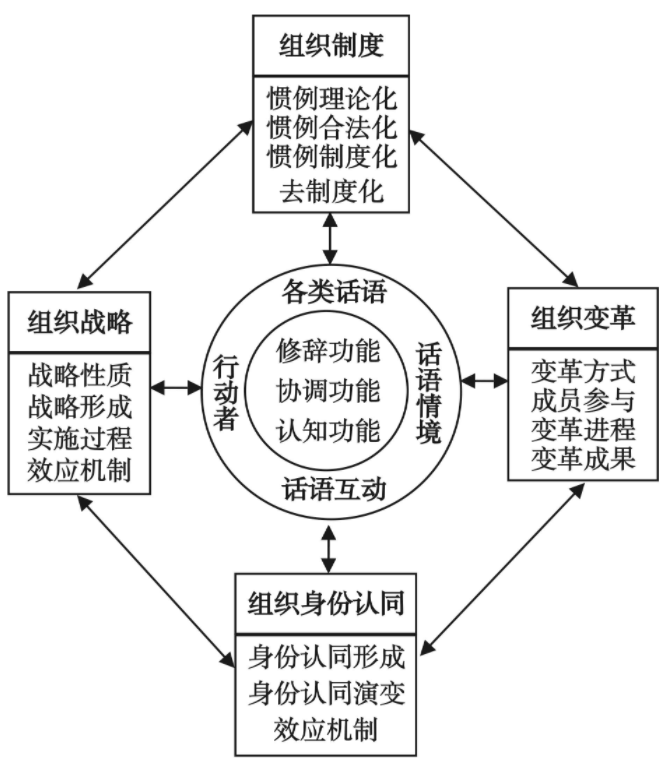 组织制度
惯例理论化
惯例合法化
惯例制度化
去制度化
组织战略
战略性质
战略形成
实施过程
效应机制
各类话语
行动者
修辞功能
协调功能
认知功能
话语情境
话语互动
组织变革
变革方式
成员参与
变革进程
变革成果
组织身份认同
身份认同形成
身份认同演变
效应机制